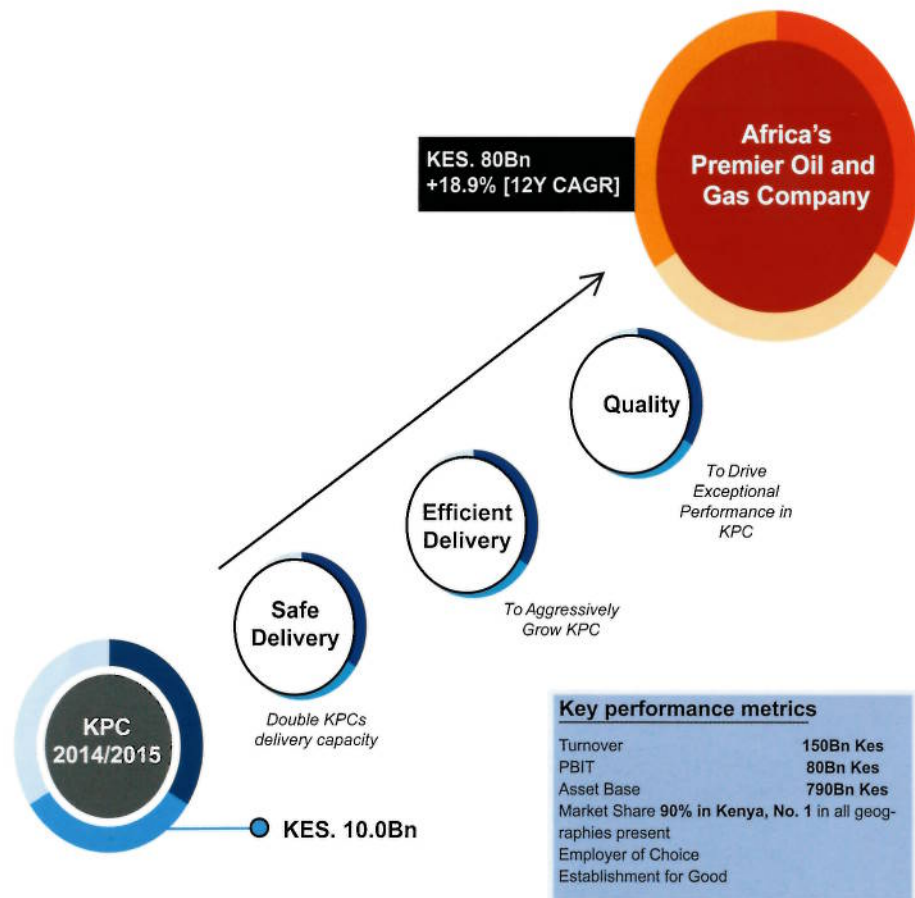 Africa's
Premier Oil and
Gas Company
KES. 80Bn
+18.9% [12Y CAGR]
Quality
To Drive
Exceptional
Performance in
KPC
Efficient
Delivery
To Aggressively
Grow KPC
Safe
Delivery
Double KPCs
delivery capacity
KPC
2014/2015
KES. 10.0Bn
Key performance metrics
Turnover 150Bn Kes
PBIT 80Bn Kes
Asset Base 790Bn Kes
Market Share 90% in Kenya, No. 1 in all geog-
raphies present
Employer of Choice
Establishment for Good